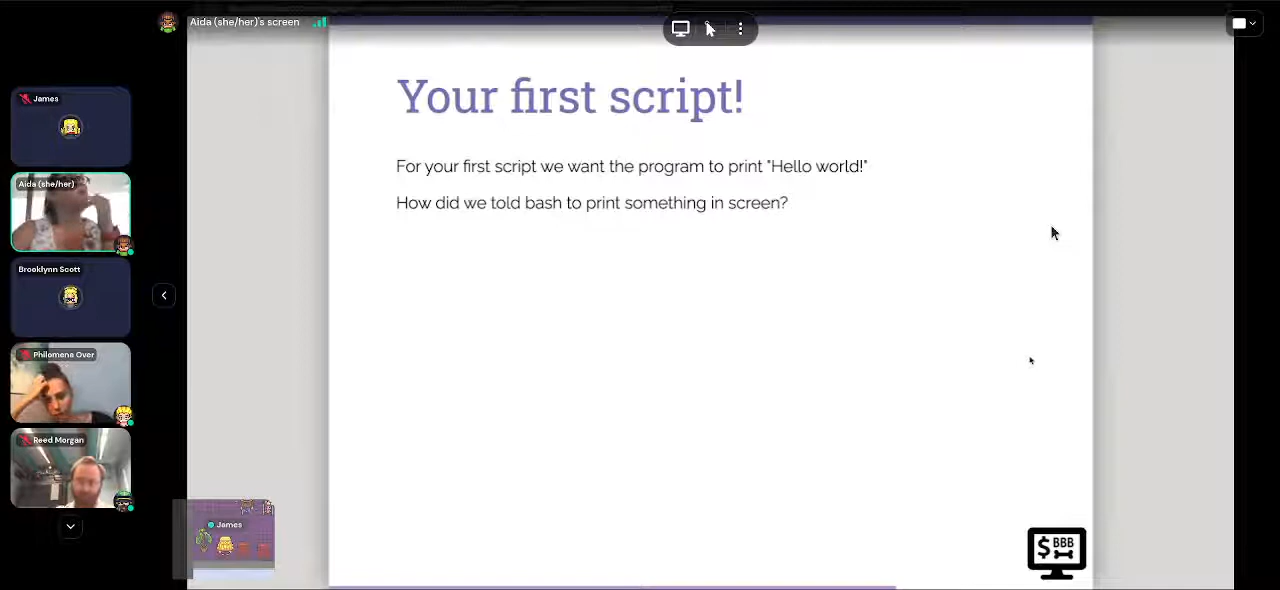 Aida (she/her)'s screen
James
Aida (she/her)
Brooklynn Scott
Philomena Over
Reed Morgan
James
Your first script!
For your first script we want the program to print "Hello world!"
How did we told bash to print something in screen?
$ BBB